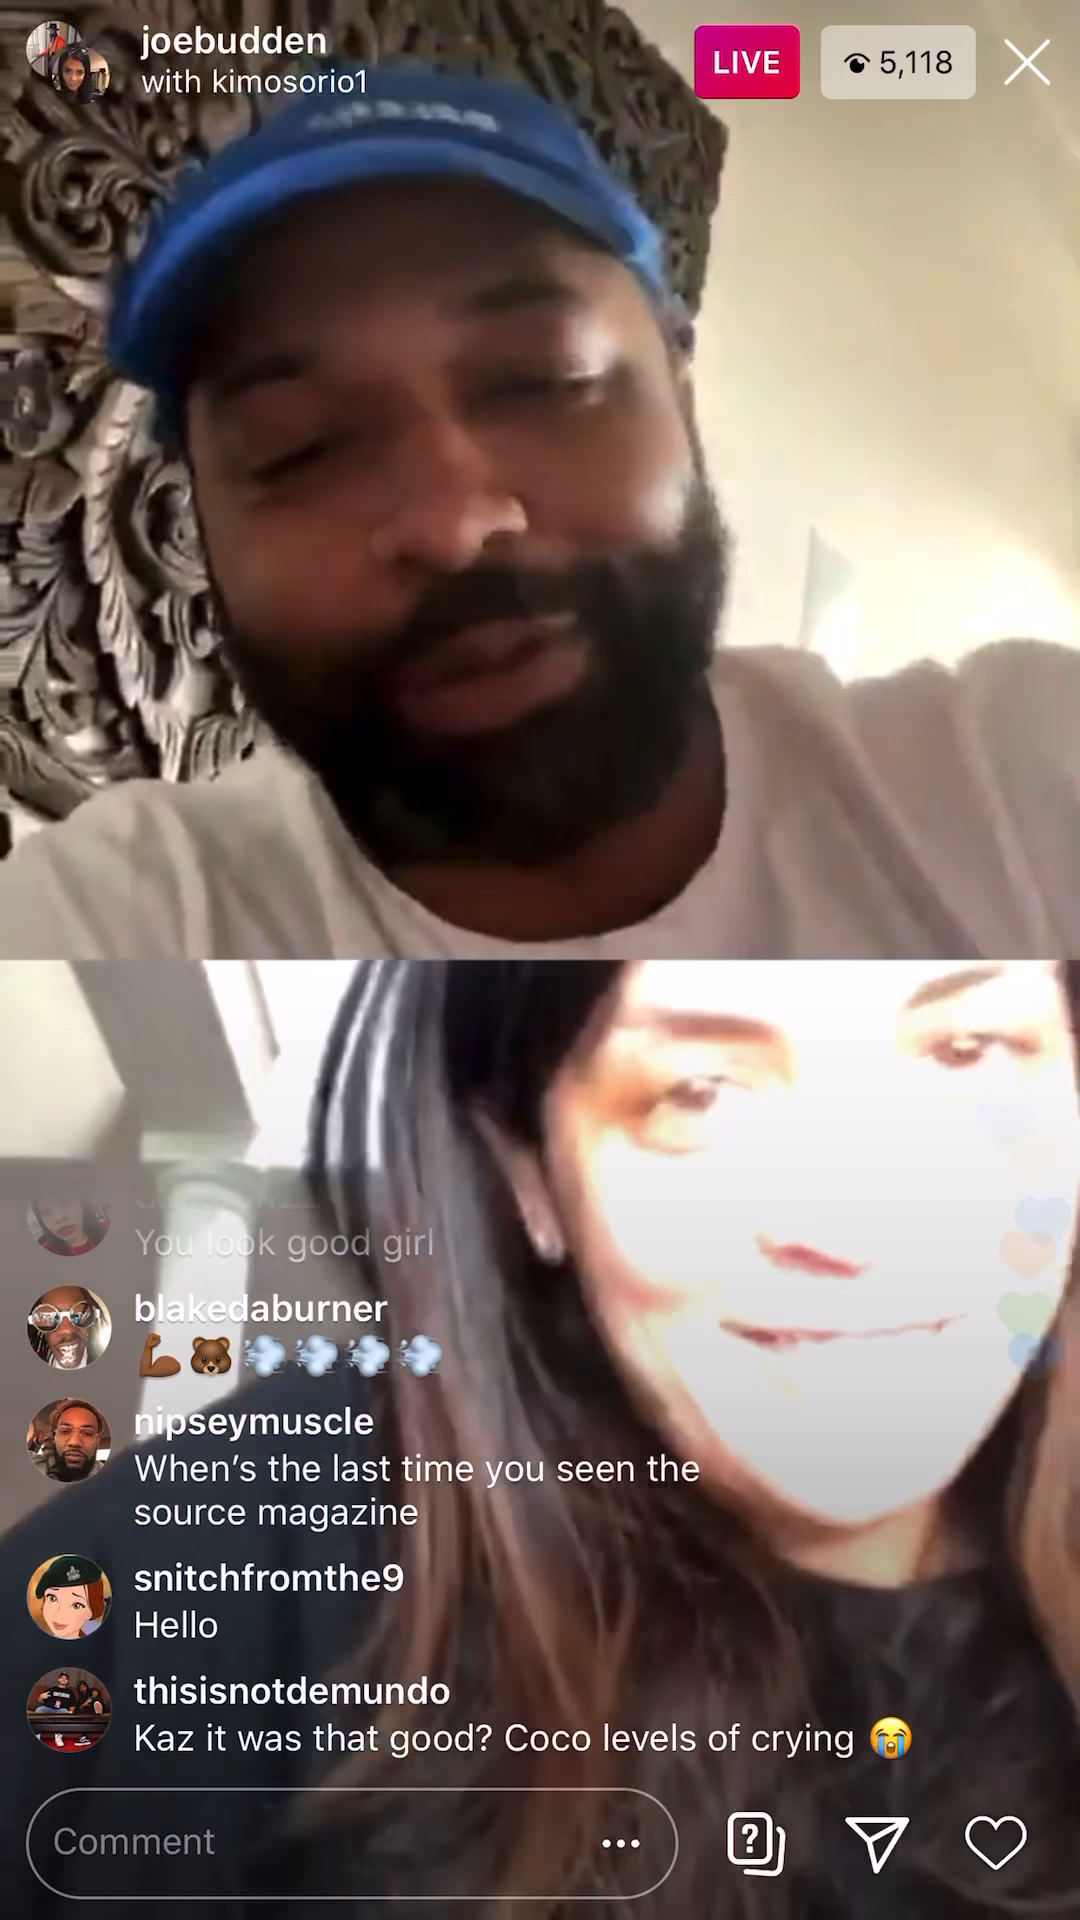 joebudden
with kimosorio1
LIVE
5,118
You look good girl
blakedaburner
nipseymuscle
When's the last time you seen the
source magazine
snitchfromthe9
Hello
thisisnotdemundo
Kaz it was that good? Coco levels of crying
Comment